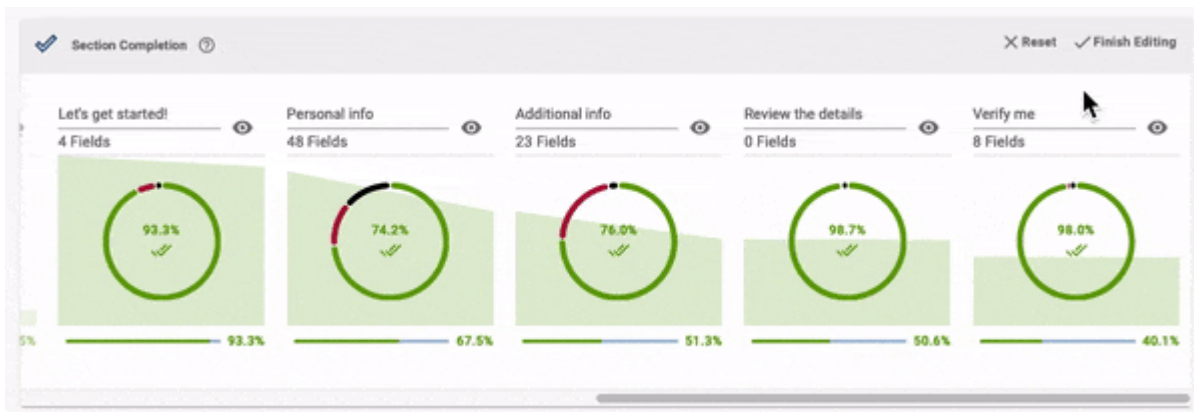 Section Completion ?
Reset Finish Editing
Let's get started!
4 Fields
93.3%
93.3%
Personal info
48 Fields
74.2%
67.5%
Additional info
23 Fields
76.0%
51.3%
Review the details
0 Fields
98.7%
50.6%
Verify me
8 Fields
98.0%
40.1%
5%